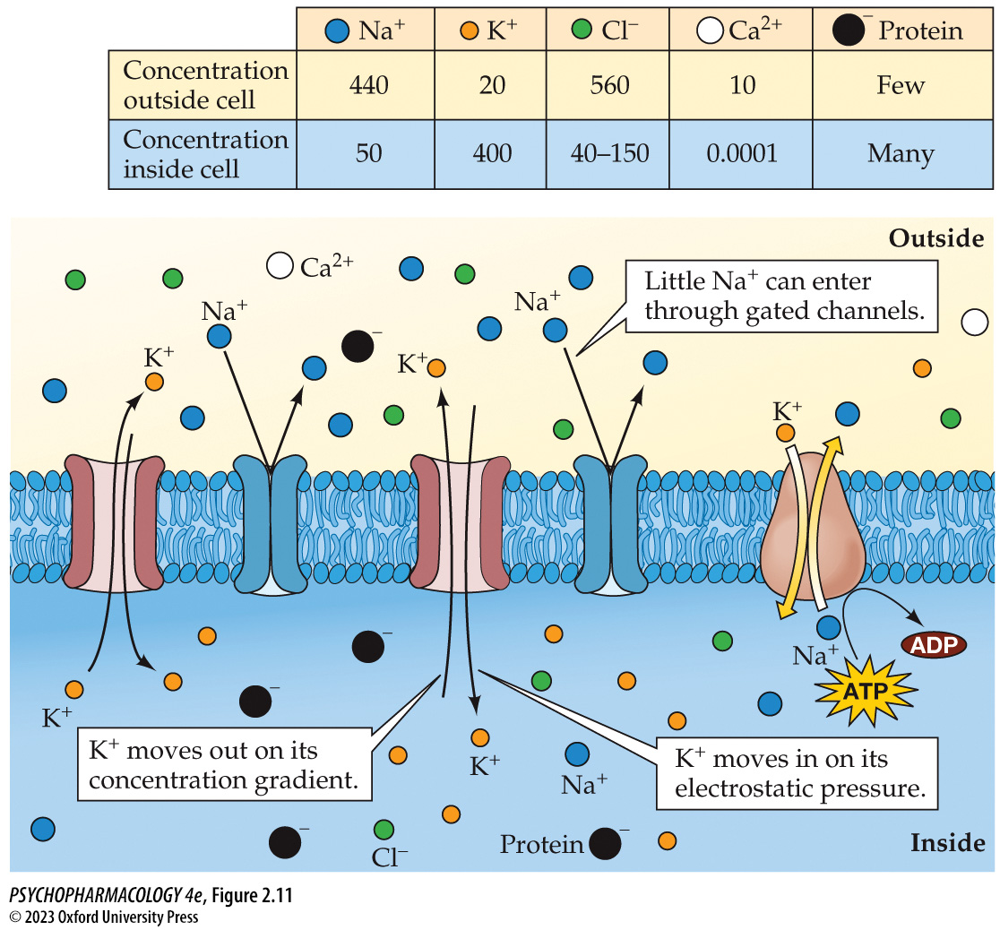 Na⁺ K⁺ Cl⁻ Ca²⁺ ⁻ Protein
Concentration
outside cell
440 20 560 10 Few
Concentration
inside cell
50 400 40–150 0.0001 Many
Outside
Ca²⁺
Na⁺
Na⁺
Little Na⁺ can enter
through gated channels.
K⁺
⁻
K⁺
K⁺
Na⁺
ADP
ATP
⁻
⁻
K⁺
K⁺ moves out on its
concentration gradient.
K⁺
Na⁺
K⁺ moves in on its
electrostatic pressure.
⁻
Cl⁻
Protein ⁻
Inside
PSYCHOPHARMACOLOGY 4e, Figure 2.11
© 2023 Oxford University Press